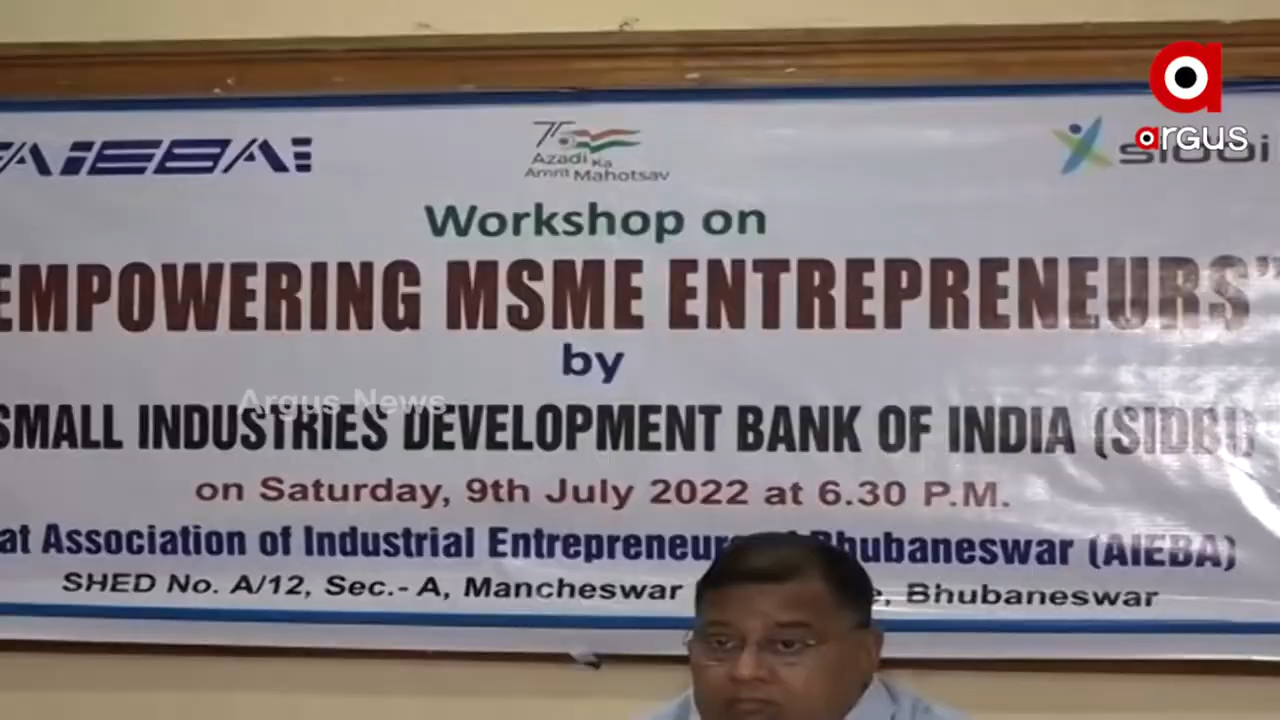 argus
AIEBA
75
Azadi Ka
Amrit Mahotsav
Workshop on
EMPOWERING MSME ENTREPRENEURS"
by
Argus News
SMALL INDUSTRIES DEVELOPMENT BANK OF INDIA (SIDBI)
on Saturday, 9th July 2022 at 6.30 P.M.
at Association of Industrial Entrepreneurs Bhubaneswar (AIEBA)
SHED No. A/12, Sec.- A, Mancheswar Bhubaneswar